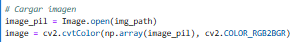 # Cargar imagen
image_pil = Image.open(img_path)
image = cv2.cvtColor(np.array(image_pil), cv2.COLOR_RGB2BGR)